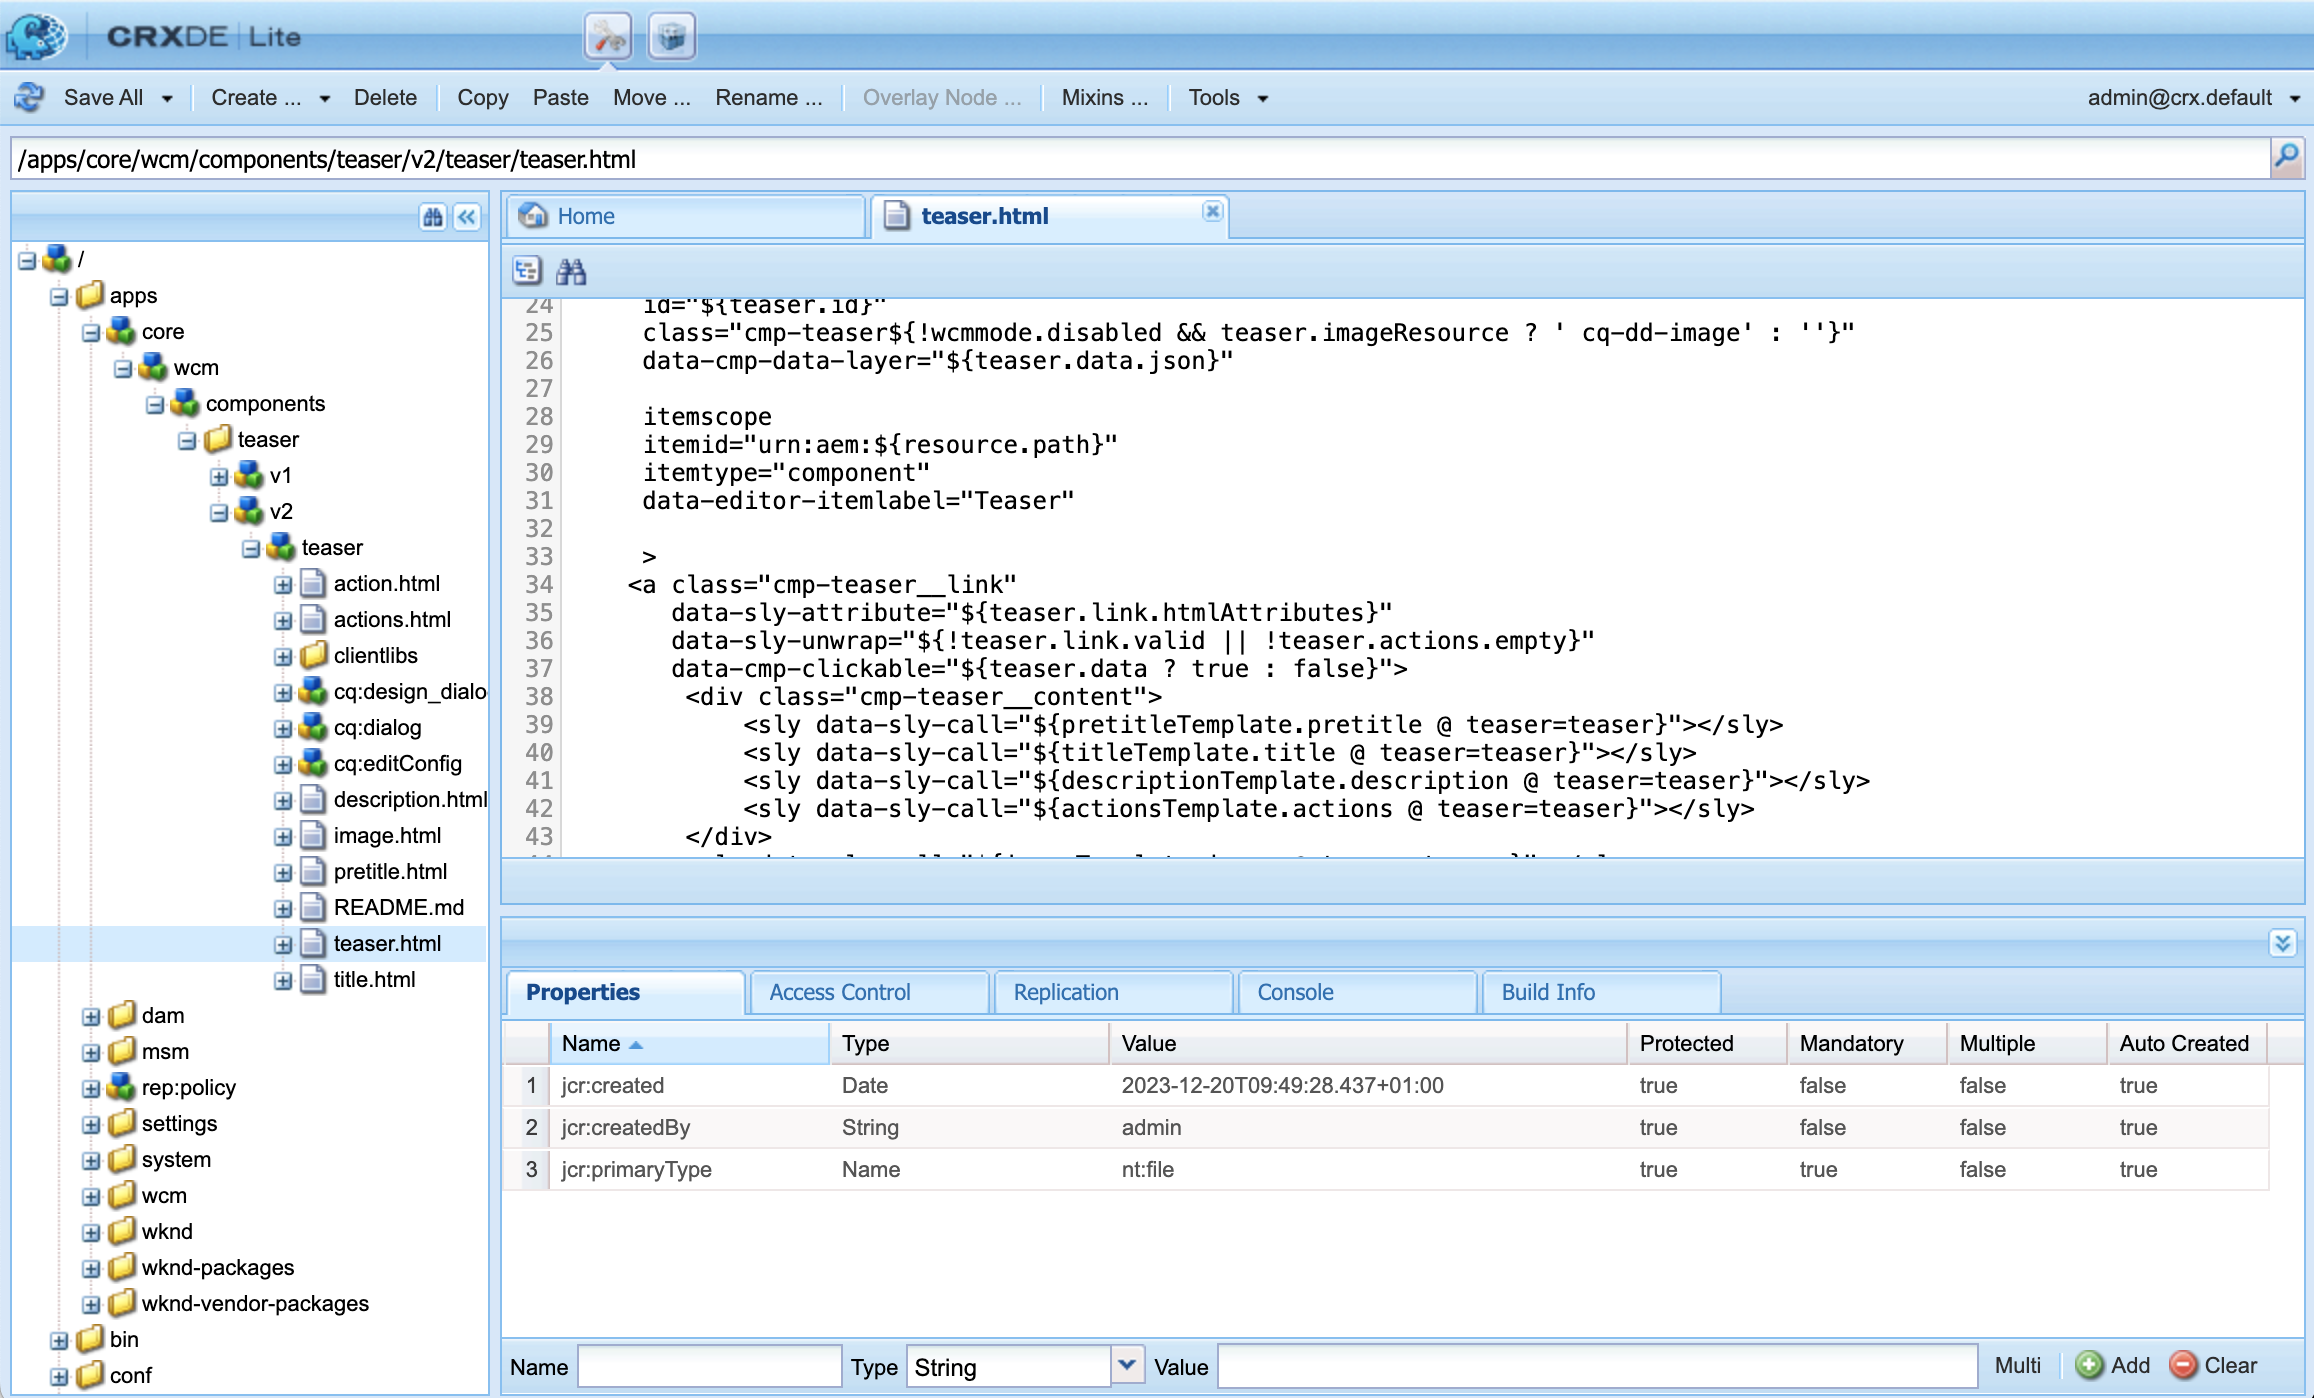 CRXDE | Lite
Save All Create ... Delete Copy Paste Move ... Rename ... Overlay Node ... Mixins ... Tools admin@crx.default
/apps/core/wcm/components/teaser/v2/teaser/teaser.html
/
apps
core
wcm
components
teaser
v1
v2
teaser
action.html
actions.html
clientlibs
cq:design_dialo
cq:dialog
cq:editConfig
description.html
image.html
pretitle.html
README.md
teaser.html
title.html
dam
msm
rep:policy
settings
system
wcm
wknd
wknd-packages
wknd-vendor-packages
bin
conf
Home teaser.html
24 id="${teaser.id}"
25 class="cmp-teaser${!wcmmode.disabled && teaser.imageResource ? ' cq-dd-image' : ''}"
26 data-cmp-data-layer="${teaser.data.json}"
27
28 itemscope
29 itemid="urn:aem:${resource.path}"
30 itemtype="component"
31 data-editor-itemlabel="Teaser"
32
33 >
34 <a class="cmp-teaser__link"
35 data-sly-attribute="${teaser.link.htmlAttributes}"
36 data-sly-unwrap="${!teaser.link.valid || !teaser.actions.empty}"
37 data-cmp-clickable="${teaser.data ? true : false}">
38 <div class="cmp-teaser__content">
39 <sly data-sly-call="${pretitleTemplate.pretitle @ teaser=teaser}"></sly>
40 <sly data-sly-call="${titleTemplate.title @ teaser=teaser}"></sly>
41 <sly data-sly-call="${descriptionTemplate.description @ teaser=teaser}"></sly>
42 <sly data-sly-call="${actionsTemplate.actions @ teaser=teaser}"></sly>
43 </div>
Properties Access Control Replication Console Build Info
Name Type Value Protected Mandatory Multiple Auto Created
1 jcr:created Date 2023-12-20T09:49:28.437+01:00 true false false true
2 jcr:createdBy String admin true false false true
3 jcr:primaryType Name nt:file true true false true
Name Type String Value Multi Add Clear